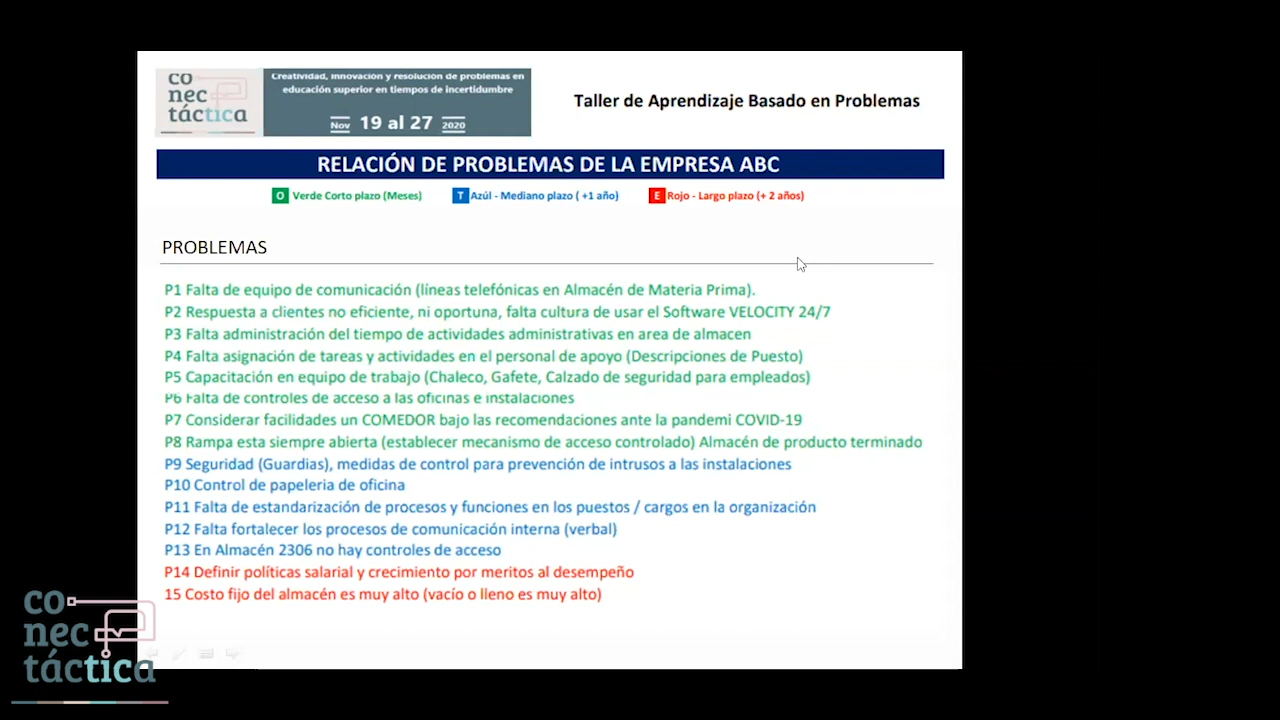 co
nec
táctica
Creatividad, innovación y resolución de problemas en
educación superior en tiempos de incertidumbre
Nov 19 al 27 2020
Taller de Aprendizaje Basado en Problemas
RELACIÓN DE PROBLEMAS DE LA EMPRESA ABC
O Verde Corto plazo (Meses) T Azúl - Mediano plazo ( +1 año) E Rojo - Largo plazo (+ 2 años)
PROBLEMAS
P1 Falta de equipo de comunicación (líneas telefónicas en Almacén de Materia Prima).
P2 Respuesta a clientes no eficiente, ni oportuna, falta cultura de usar el Software VELOCITY 24/7
P3 Falta administración del tiempo de actividades administrativas en area de almacen
P4 Falta asignación de tareas y actividades en el personal de apoyo (Descripciones de Puesto)
P5 Capacitación en equipo de trabajo (Chaleco, Gafete, Calzado de seguridad para empleados)
P6 Falta de controles de acceso a las oficinas e instalaciones
P7 Considerar facilidades un COMEDOR bajo las recomendaciones ante la pandemi COVID-19
P8 Rampa esta siempre abierta (establecer mecanismo de acceso controlado) Almacén de producto terminado
P9 Seguridad (Guardias), medidas de control para prevención de intrusos a las instalaciones
P10 Control de papeleria de oficina
P11 Falta de estandarización de procesos y funciones en los puestos / cargos en la organización
P12 Falta fortalecer los procesos de comunicación interna (verbal)
P13 En Almacén 2306 no hay controles de acceso
P14 Definir políticas salarial y crecimiento por meritos al desempeño
15 Costo fijo del almacén es muy alto (vacío o lleno es muy alto)
co
nec
táctica